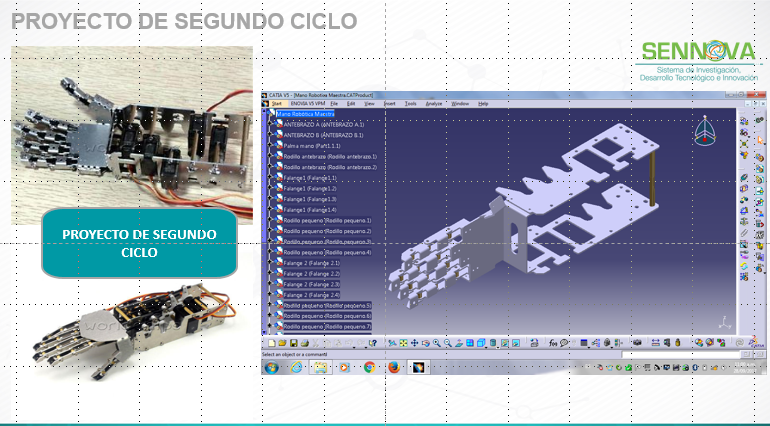 PROYECTO DE SEGUNDO CICLO
SENNOVA
Sistema de Investigación,
Desarrollo Tecnológico e Innovación
PROYECTO DE SEGUNDO
CICLO
CATIA V5 - [Mano Robotixa Maestra.CATProduct]
Start ENOVIA V5 VPM File Edit View Insert Tools Analyze Window Help
Mano Robótica Maestra
ANTEBRAZO A (ANTEBRAZO A.1)
ANTEBRAZO B (ANTEBRAZO B.1)
Palma mano (Part1.1.1)
Rodillo antebrazo (Rodillo antebrazo.1)
Rodillo antebrazo (Rodillo antebrazo.2)
Falange1 (Falange1.1)
Falange1 (Falange1.2)
Falange1 (Falange1.3)
Falange1 (Falange1.4)
Rodillo pequeno (Rodillo pequeno.1)
Rodillo pequeno (Rodillo pequeno.2)
Rodillo pequeno (Rodillo pequeno.3)
Rodillo pequeno (Rodillo pequeno.4)
Falange 2 (Falange 2.1)
Falange 2 (Falange 2.2)
Falange 2 (Falange 2.3)
Falange 2 (Falange 2.4)
Rodillo pequeno (Rodillo pequeno.5)
Rodillo pequeno (Rodillo pequeno.6)
Rodillo pequeno (Rodillo pequeno.7)
Select an object or a command